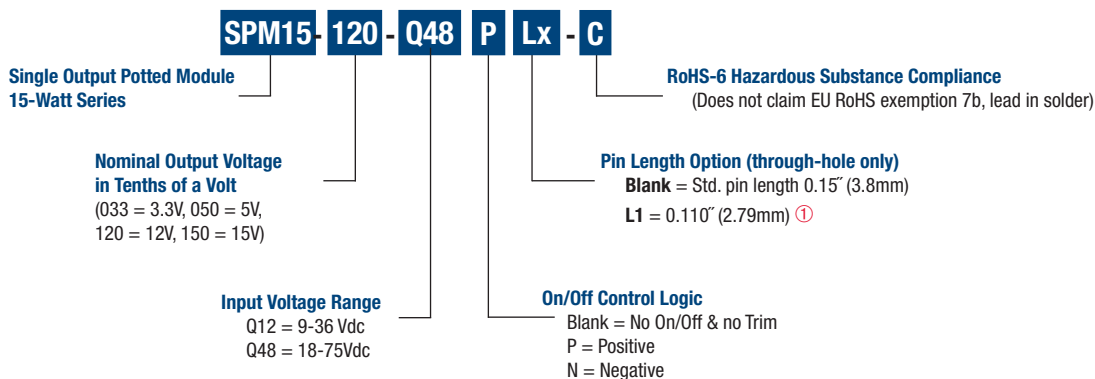 SPM15 - 120 - Q48 P Lx - C
Single Output Potted Module
15-Watt Series
RoHS-6 Hazardous Substance Compliance
(Does not claim EU RoHS exemption 7b, lead in solder)
Nominal Output Voltage
in Tenths of a Volt
(033 = 3.3V, 050 = 5V,
120 = 12V, 150 = 15V)
Pin Length Option (through-hole only)
Blank = Std. pin length 0.15˝ (3.8mm)
L1 = 0.110˝ (2.79mm) ①
Input Voltage Range
Q12 = 9-36 Vdc
Q48 = 18-75Vdc
On/Off Control Logic
Blank = No On/Off & no Trim
P = Positive
N = Negative